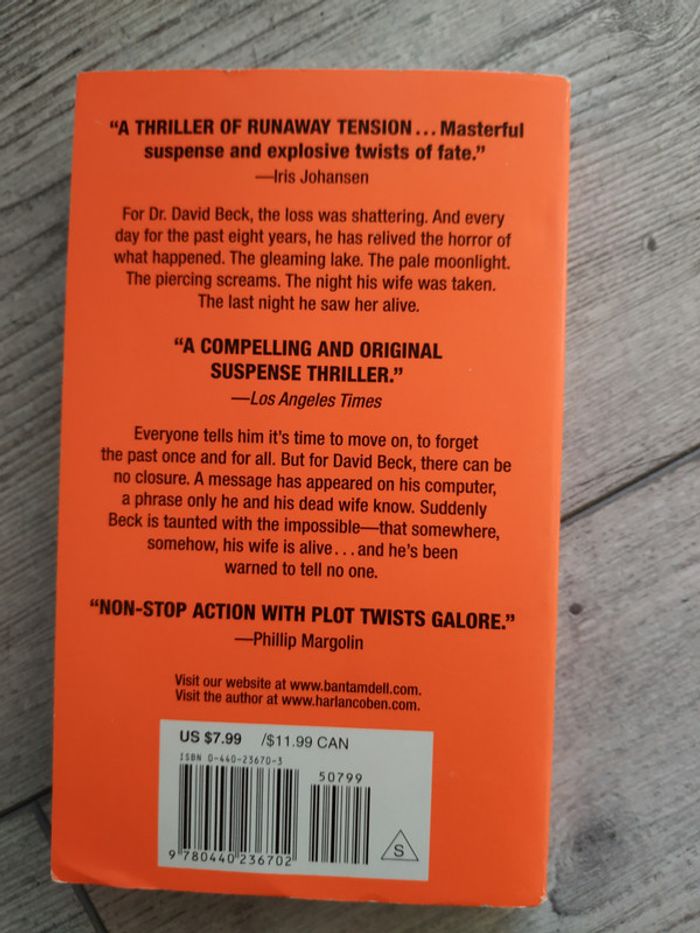 “A THRILLER OF RUNAWAY TENSION... Masterful
suspense and explosive twists of fate.”
—Iris Johansen
For Dr. David Beck, the loss was shattering. And every
day for the past eight years, he has relived the horror of
what happened. The gleaming lake. The pale moonlight.
The piercing screams. The night his wife was taken.
The last night he saw her alive.
“A COMPELLING AND ORIGINAL
SUSPENSE THRILLER.”
—Los Angeles Times
Everyone tells him it’s time to move on, to forget
the past once and for all. But for David Beck, there can be
no closure. A message has appeared on his computer,
a phrase only he and his dead wife know. Suddenly
Beck is taunted with the impossible—that somewhere,
somehow, his wife is alive...and he’s been
warned to tell no one.
“NON-STOP ACTION WITH PLOT TWISTS GALORE.”
—Phillip Margolin
Visit our website at www.bantamdell.com.
Visit the author at www.harlancoben.com.
US $7.99 /$11.99 CAN
ISBN 0-440-23670-3
50799
9 780440 236702
S